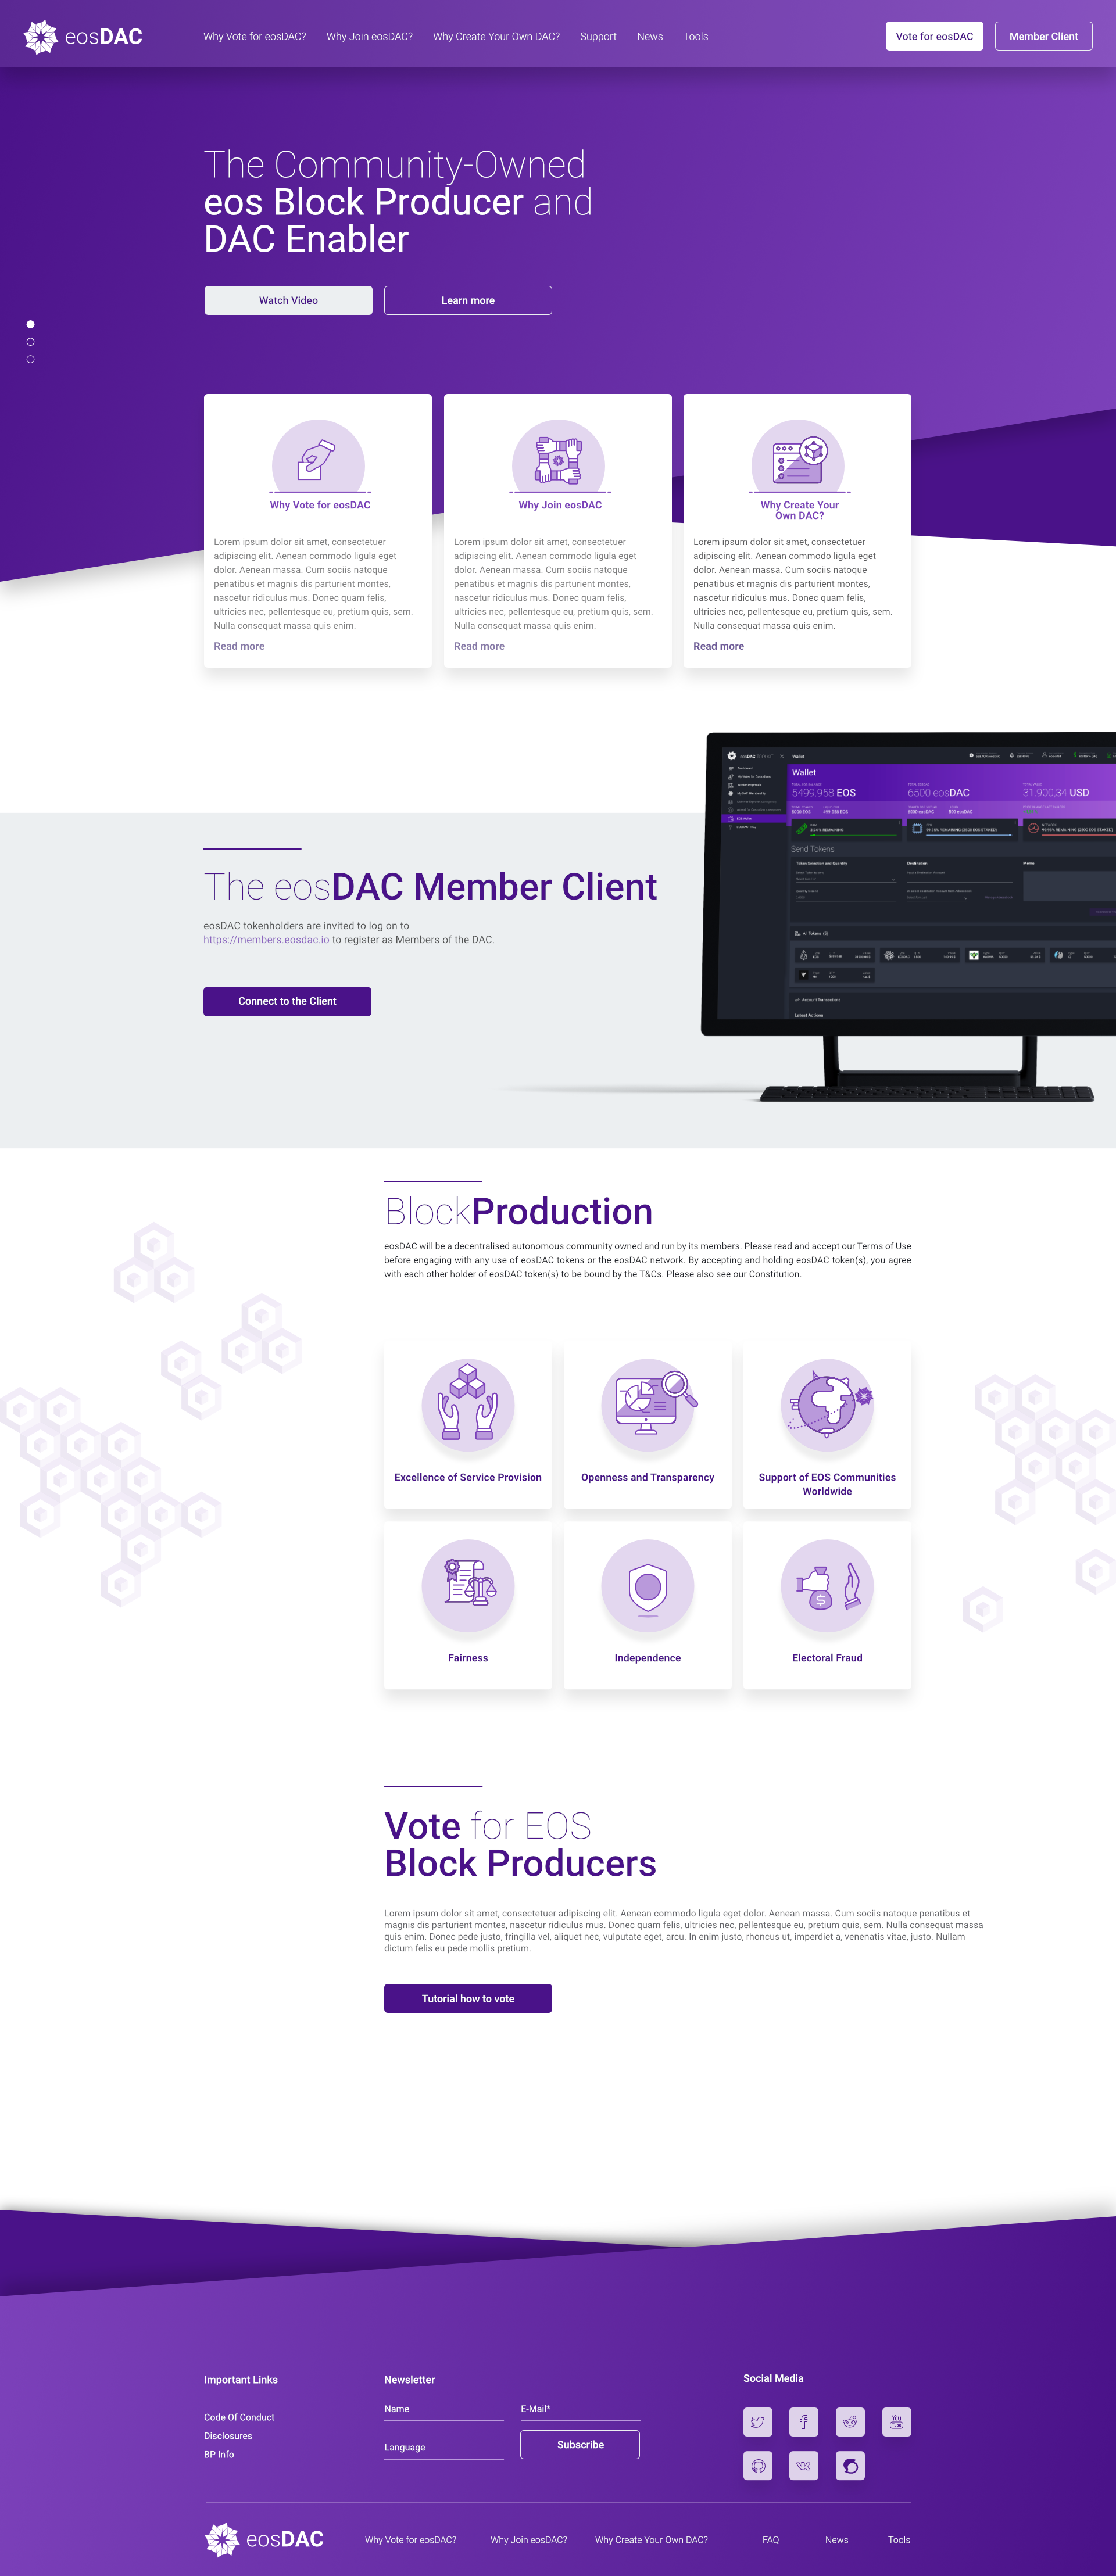 eosDAC
Why Vote for eosDAC? Why Join eosDAC? Why Create Your Own DAC? Support News Tools
Vote for eosDAC
Member Client
The Community-Owned
eos Block Producer and
DAC Enabler
Watch Video
Learn more
Why Vote for eosDAC
Lorem ipsum dolor sit amet, consectetuer
adipiscing elit. Aenean commodo ligula eget
dolor. Aenean massa. Cum sociis natoque
penatibus et magnis dis parturient montes,
nascetur ridiculus mus. Donec quam felis,
ultricies nec, pellentesque eu, pretium quis, sem.
Nulla consequat massa quis enim.
Read more
Why Join eosDAC
Lorem ipsum dolor sit amet, consectetuer
adipiscing elit. Aenean commodo ligula eget
dolor. Aenean massa. Cum sociis natoque
penatibus et magnis dis parturient montes,
nascetur ridiculus mus. Donec quam felis,
ultricies nec, pellentesque eu, pretium quis, sem.
Nulla consequat massa quis enim.
Read more
Why Create Your
Own DAC?
Lorem ipsum dolor sit amet, consectetuer
adipiscing elit. Aenean commodo ligula eget
dolor. Aenean massa. Cum sociis natoque
penatibus et magnis dis parturient montes,
nascetur ridiculus mus. Donec quam felis,
ultricies nec, pellentesque eu, pretium quis, sem.
Nulla consequat massa quis enim.
Read more
The eosDAC Member Client
eosDAC tokenholders are invited to log on to
https://members.eosdac.io to register as Members of the DAC.
Connect to the Client
eosDAC Wallet
Wallet
5499.958 EOS 6500 eosDAC 31.900,34 USD
Send Tokens
Token Selection and Quantity Destination Memo
All Tokens
Account Transactions
Latest Actions
BlockProduction
eosDAC will be a decentralised autonomous community owned and run by its members. Please read and accept our Terms of Use
before engaging with any use of eosDAC tokens or the eosDAC network. By accepting and holding eosDAC token(s), you agree
with each other holder of eosDAC token(s) to be bound by the T&Cs. Please also see our Constitution.
Excellence of Service Provision
Openness and Transparency
Support of EOS Communities
Worldwide
Fairness
Independence
$
Electoral Fraud
Vote for EOS
Block Producers
Lorem ipsum dolor sit amet, consectetuer adipiscing elit. Aenean commodo ligula eget dolor. Aenean massa. Cum sociis natoque penatibus et
magnis dis parturient montes, nascetur ridiculus mus. Donec quam felis, ultricies nec, pellentesque eu, pretium quis, sem. Nulla consequat massa
quis enim. Donec pede justo, fringilla vel, aliquet nec, vulputate eget, arcu. In enim justo, rhoncus ut, imperdiet a, venenatis vitae, justo. Nullam
dictum felis eu pede mollis pretium.
Tutorial how to vote
Important Links
Code Of Conduct
Disclosures
BP Info
Newsletter
Name
E-Mail*
Language
Subscribe
Social Media
You
Tube
eosDAC
Why Vote for eosDAC? Why Join eosDAC? Why Create Your Own DAC? FAQ News Tools